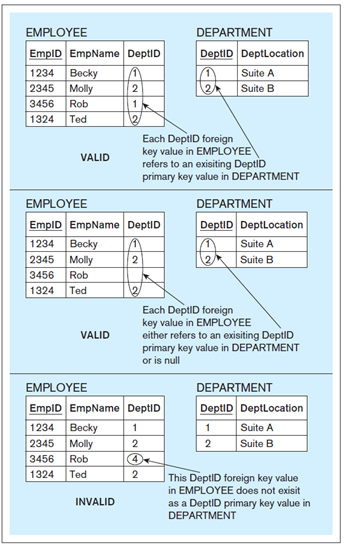 EMPLOYEE DEPARTMENT
EmpID EmpName DeptID DeptID DeptLocation
1234 Becky 1 1 Suite A
2345 Molly 2 2 Suite B
3456 Rob 1
1324 Ted 2
Each DeptID foreign
key value in EMPLOYEE
refers to an exisiting DeptID
primary key value in DEPARTMENT
VALID
EMPLOYEE DEPARTMENT
EmpID EmpName DeptID DeptID DeptLocation
1234 Becky 1 1 Suite A
2345 Molly 2 2 Suite B
3456 Rob
1324 Ted 2
Each DeptID foreign
key value in EMPLOYEE
either refers to an exisiting DeptID
primary key value in DEPARTMENT
or is null
VALID
EMPLOYEE DEPARTMENT
EmpID EmpName DeptID DeptID DeptLocation
1234 Becky 1 1 Suite A
2345 Molly 2 2 Suite B
3456 Rob 4
1324 Ted 2
This DeptID foreign key value
in EMPLOYEE does not exisit
as a DeptID primary key value in
DEPARTMENT
INVALID